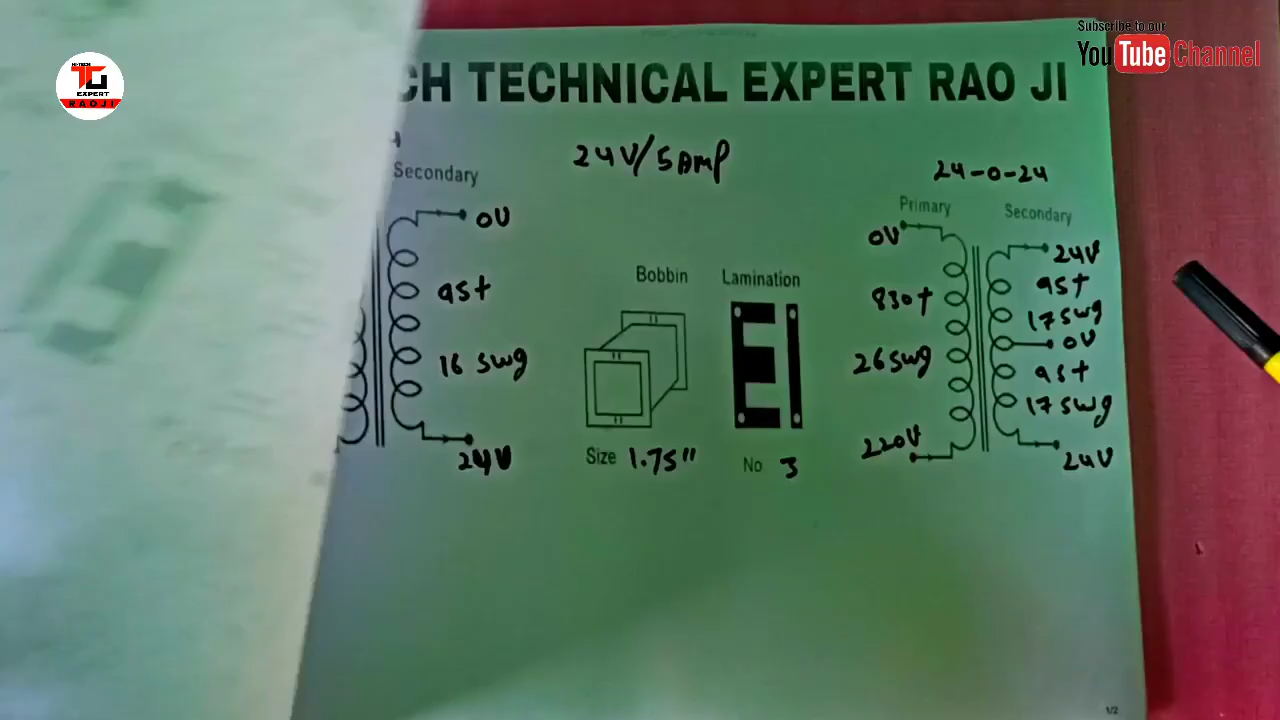 Subscribe to our
YouTube Channel
HI-TECH
EXPERT
RAOJI
CH TECHNICAL EXPERT RAO JI
24V/5Amp
Secondary
0V
95t
16 swg
24V
Bobbin
Size 1.75"
Lamination
No 3
24-0-24
Primary
0V
830t
26swg
220V
Secondary
24V
95t
17swg
0V
95t
17swg
24V
1/2